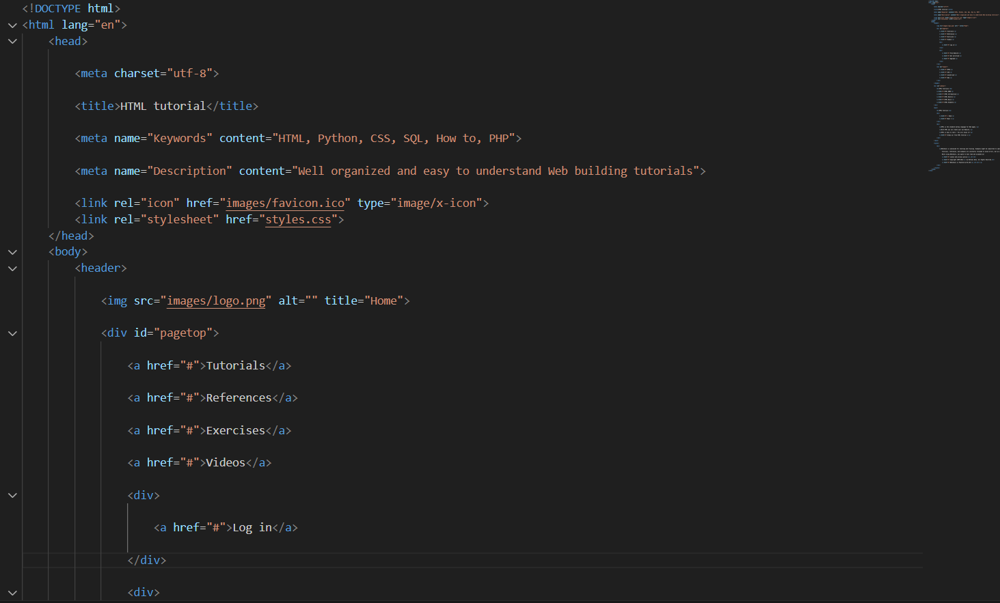 <!DOCTYPE html>
<html lang="en">
<head>
<meta charset="utf-8">
<title>HTML tutorial</title>
<meta name="Keywords" content="HTML, Python, CSS, SQL, How to, PHP">
<meta name="Description" content="Well organized and easy to understand Web building tutorials">
<link rel="icon" href="images/favicon.ico" type="image/x-icon">
<link rel="stylesheet" href="styles.css">
</head>
<body>
<header>
<img src="images/logo.png" alt="" title="Home">
<div id="pagetop">
<a href="#">Tutorials</a>
<a href="#">References</a>
<a href="#">Exercises</a>
<a href="#">Videos</a>
<div>
<a href="#">Log in</a>
</div>
<div>